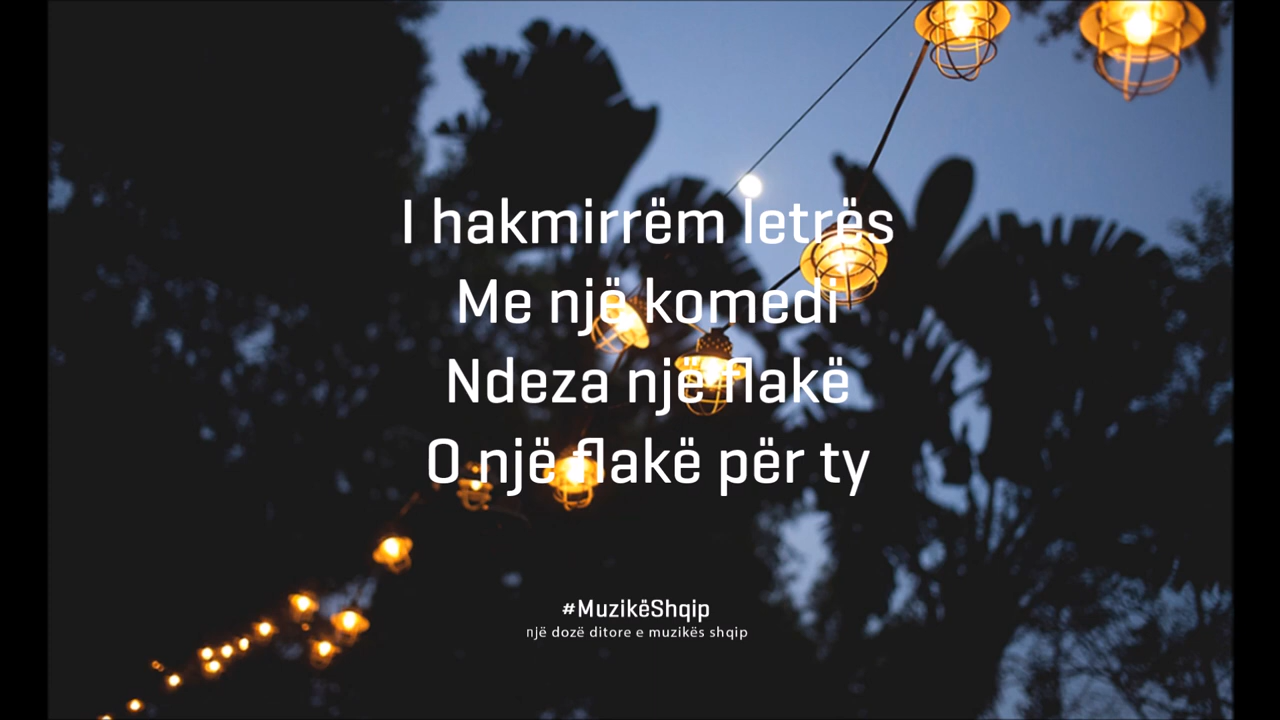 I hakmirrëm letrës
Me një komedi
Ndeza një flakë
O një flakë për ty
#MuzikëShqip
një dozë ditore e muzikës shqip